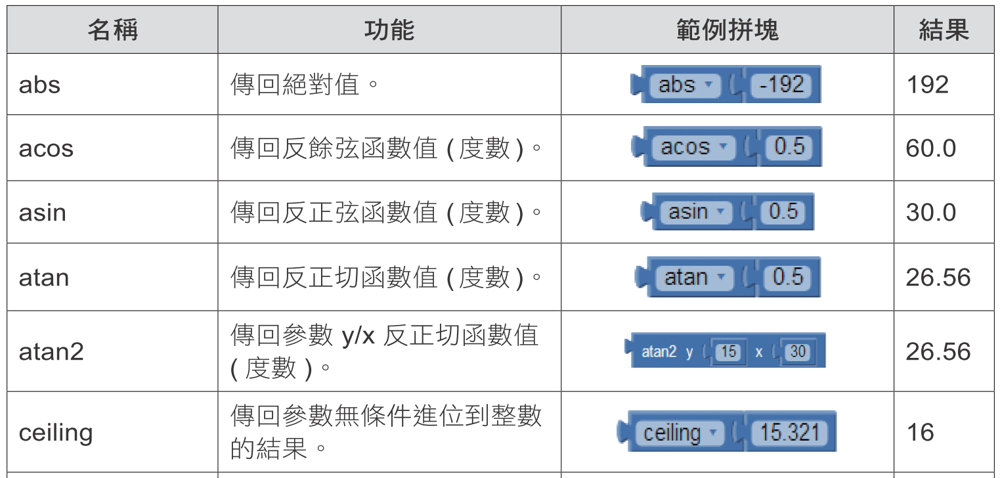 名稱 功能 範例拼塊 結果
abs 傳回絕對值。 abs -192 192
acos 傳回反餘弦函數值 ( 度數 )。 acos 0.5 60.0
asin 傳回反正弦函數值 ( 度數 )。 asin 0.5 30.0
atan 傳回反正切函數值 ( 度數 )。 atan 0.5 26.56
atan2 傳回參數 y/x 反正切函數值
( 度數 )。 atan2 y 15 x 30 26.56
ceiling 傳回參數無條件進位到整數
的結果。 ceiling 15.321 16